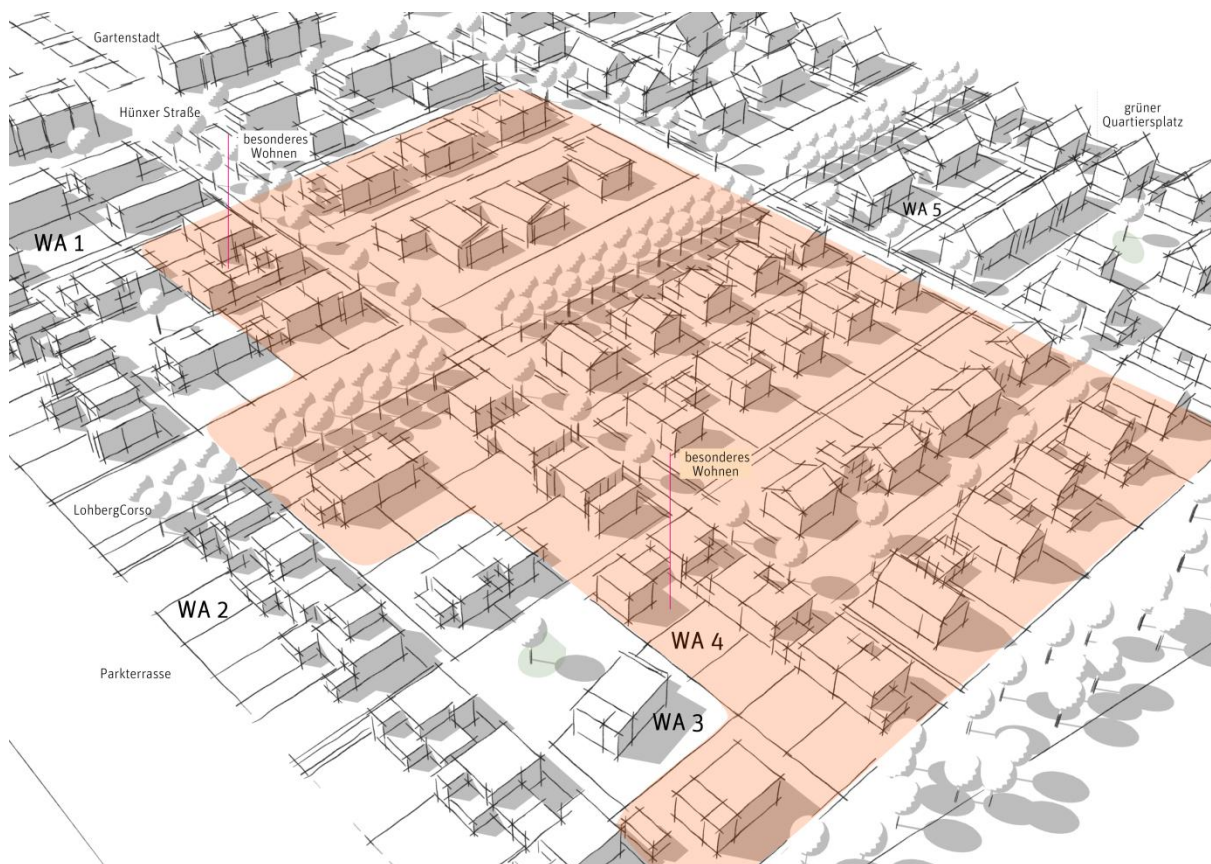 Gartenstadt
Hünxer Straße
besonderes
Wohnen
grüner
Quartiersplatz
WA 1
WA 5
besonderes
Wohnen
LohbergCorso
WA 2
WA 4
Parkterrasse
WA 3